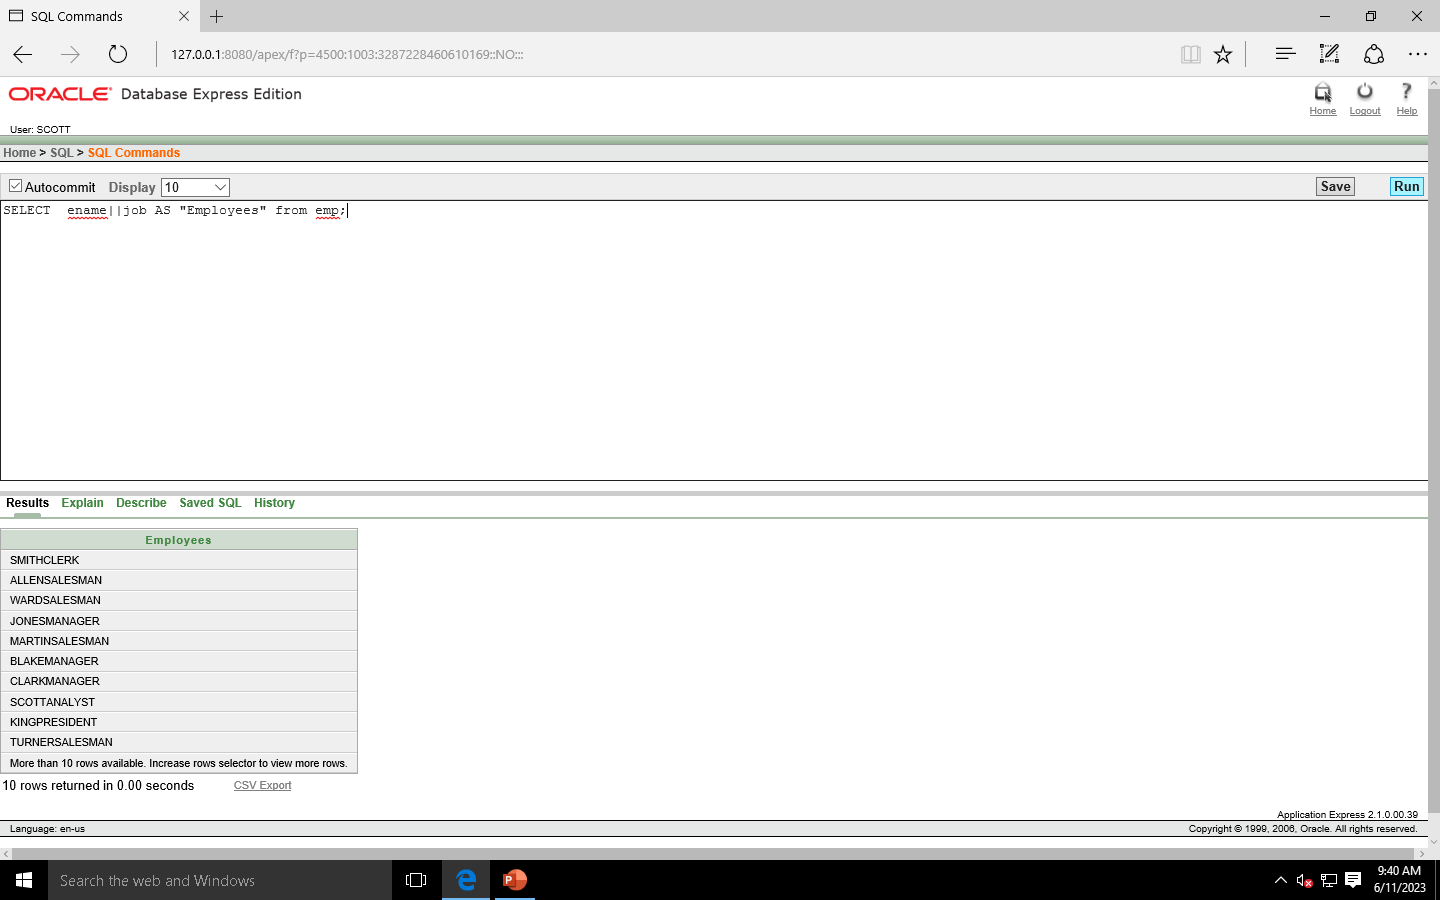 SQL Commands
127.0.0.1:8080/apex/f?p=4500:1003:3287228460610169::NO:::
ORACLE Database Express Edition
Home Logout Help
User: SCOTT
Home > SQL > SQL Commands
Autocommit Display 10 Save Run
SELECT  ename||job AS "Employees" from emp;
Results Explain Describe Saved SQL History
Employees
SMITHCLERK
ALLENSALESMAN
WARDSALESMAN
JONESMANAGER
MARTINSALESMAN
BLAKEMANAGER
CLARKMANAGER
SCOTTANALYST
KINGPRESIDENT
TURNERSALESMAN
More than 10 rows available. Increase rows selector to view more rows.
10 rows returned in 0.00 seconds CSV Export
Application Express 2.1.0.00.39
Language: en-us Copyright © 1999, 2006, Oracle. All rights reserved.
Search the web and Windows
9:40 AM
6/11/2023